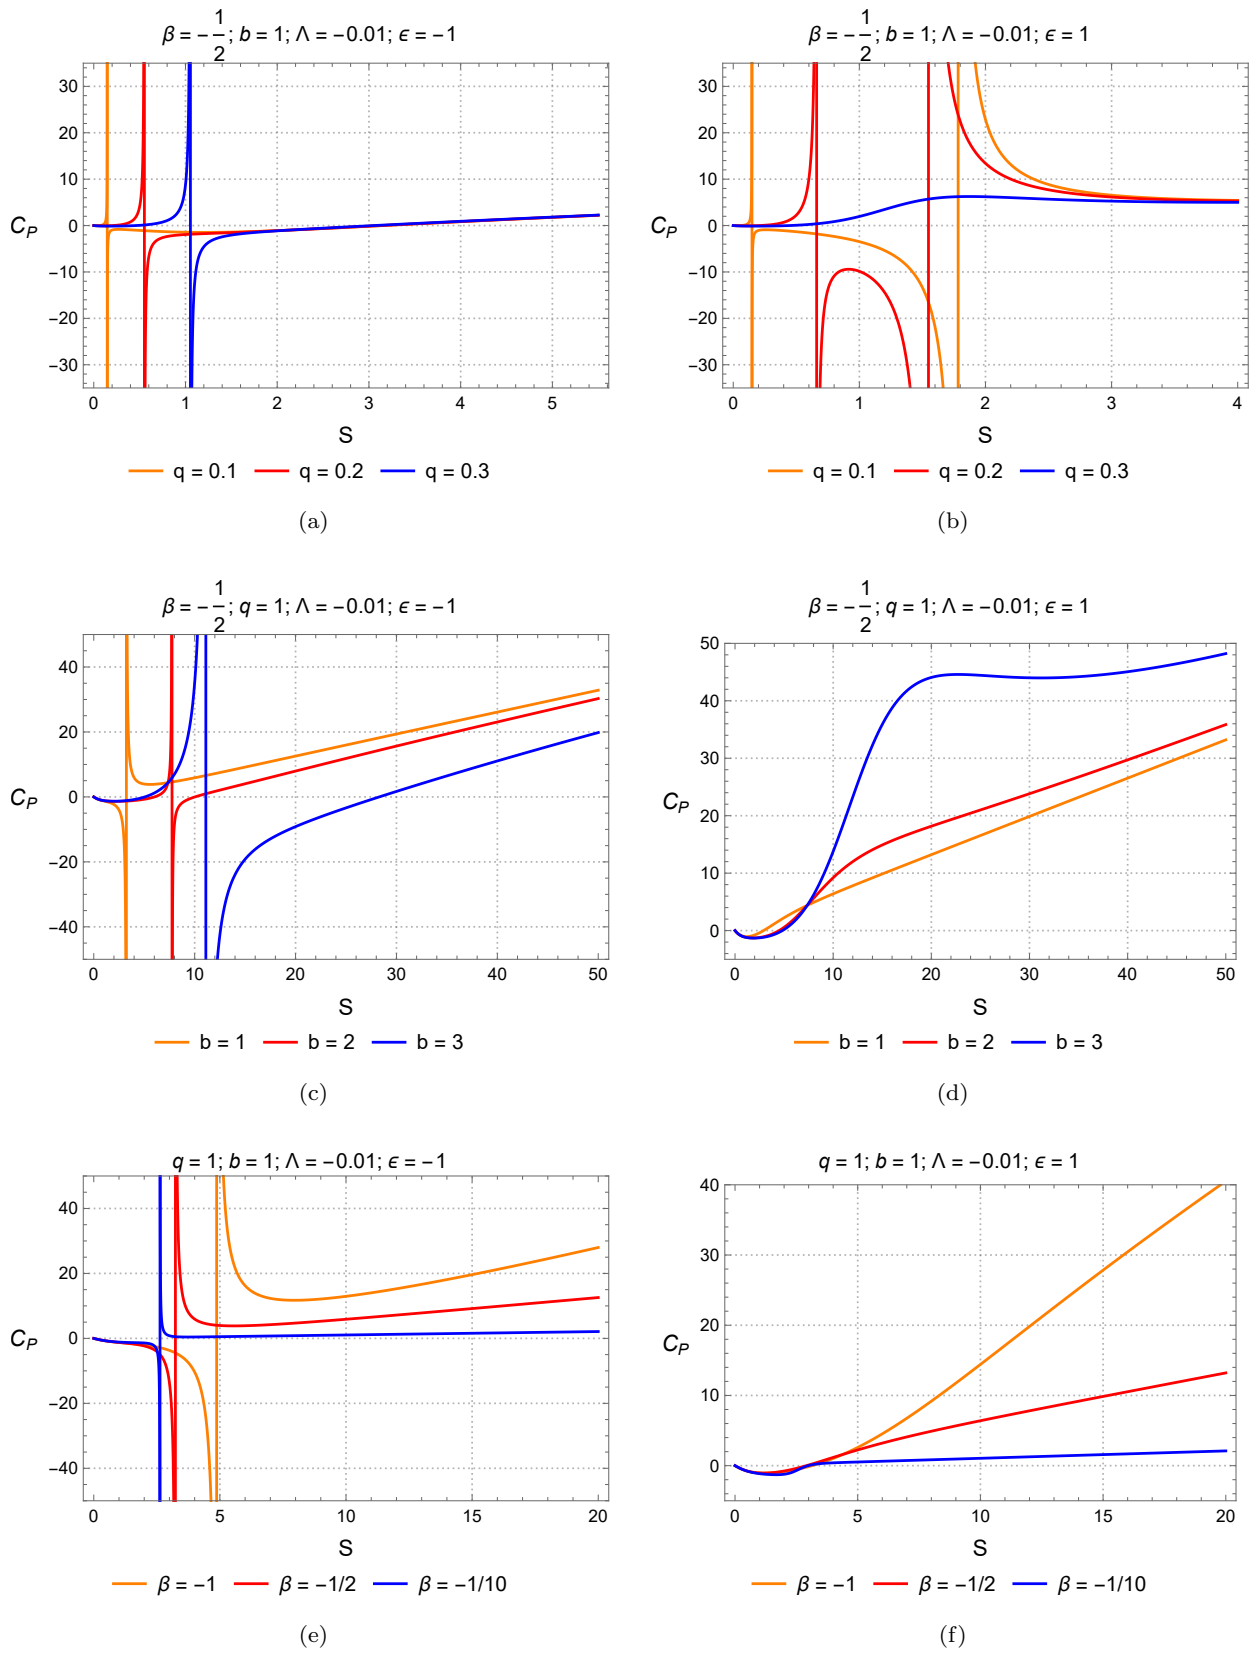 β = −1/2; b = 1; Λ = −0.01; ϵ = −1
30
20
10
0
−10
−20
−30
C_P
0 1 2 3 4 5
S
q = 0.1 q = 0.2 q = 0.3
(a)
β = −1/2; b = 1; Λ = −0.01; ϵ = 1
30
20
10
0
−10
−20
−30
C_P
0 1 2 3 4
S
q = 0.1 q = 0.2 q = 0.3
(b)
β = −1/2; q = 1; Λ = −0.01; ϵ = −1
40
20
0
−20
−40
C_P
0 10 20 30 40 50
S
b = 1 b = 2 b = 3
(c)
β = −1/2; q = 1; Λ = −0.01; ϵ = 1
50
40
30
20
10
0
C_P
0 10 20 30 40 50
S
b = 1 b = 2 b = 3
(d)
q = 1; b = 1; Λ = −0.01; ϵ = −1
40
20
0
−20
−40
C_P
0 5 10 15 20
S
β = −1 β = −1/2 β = −1/10
(e)
q = 1; b = 1; Λ = −0.01; ϵ = 1
40
30
20
10
0
C_P
0 5 10 15 20
S
β = −1 β = −1/2 β = −1/10
(f)